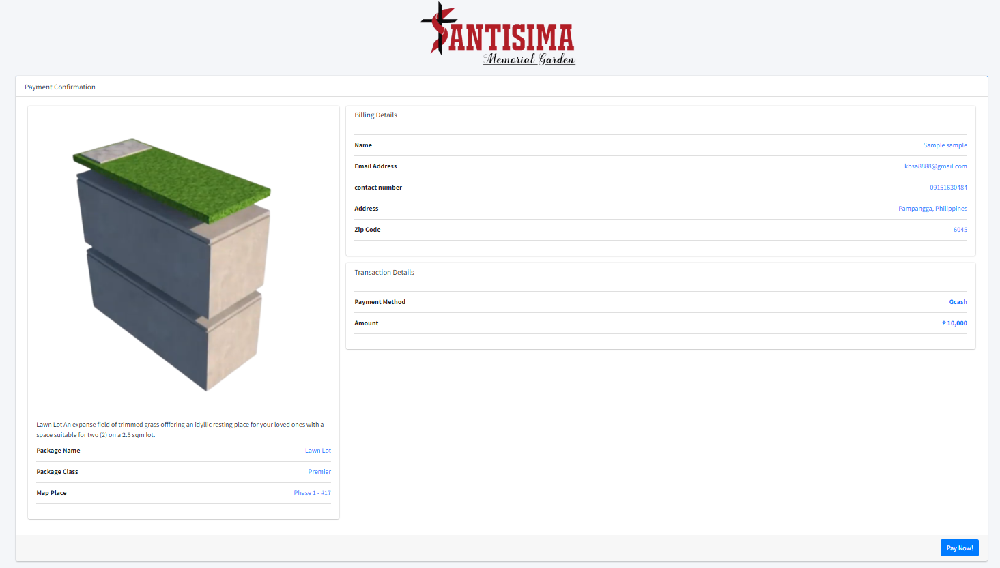 SANTISIMA
Memorial Garden
Payment Confirmation
Lawn Lot An expanse field of trimmed grass offfering an idyllic resting place for your loved ones with a
space suitable for two (2) on a 2.5 sqm lot.
Package Name Lawn Lot
Package Class Premier
Map Place Phase 1 - #17
Billing Details
Name Sample sample
Email Address kbsa8888@gmail.com
contact number 09151630484
Address Pampangga, Philippines
Zip Code 6045
Transaction Details
Payment Method Gcash
Amount ₱ 10,000
Pay Now!